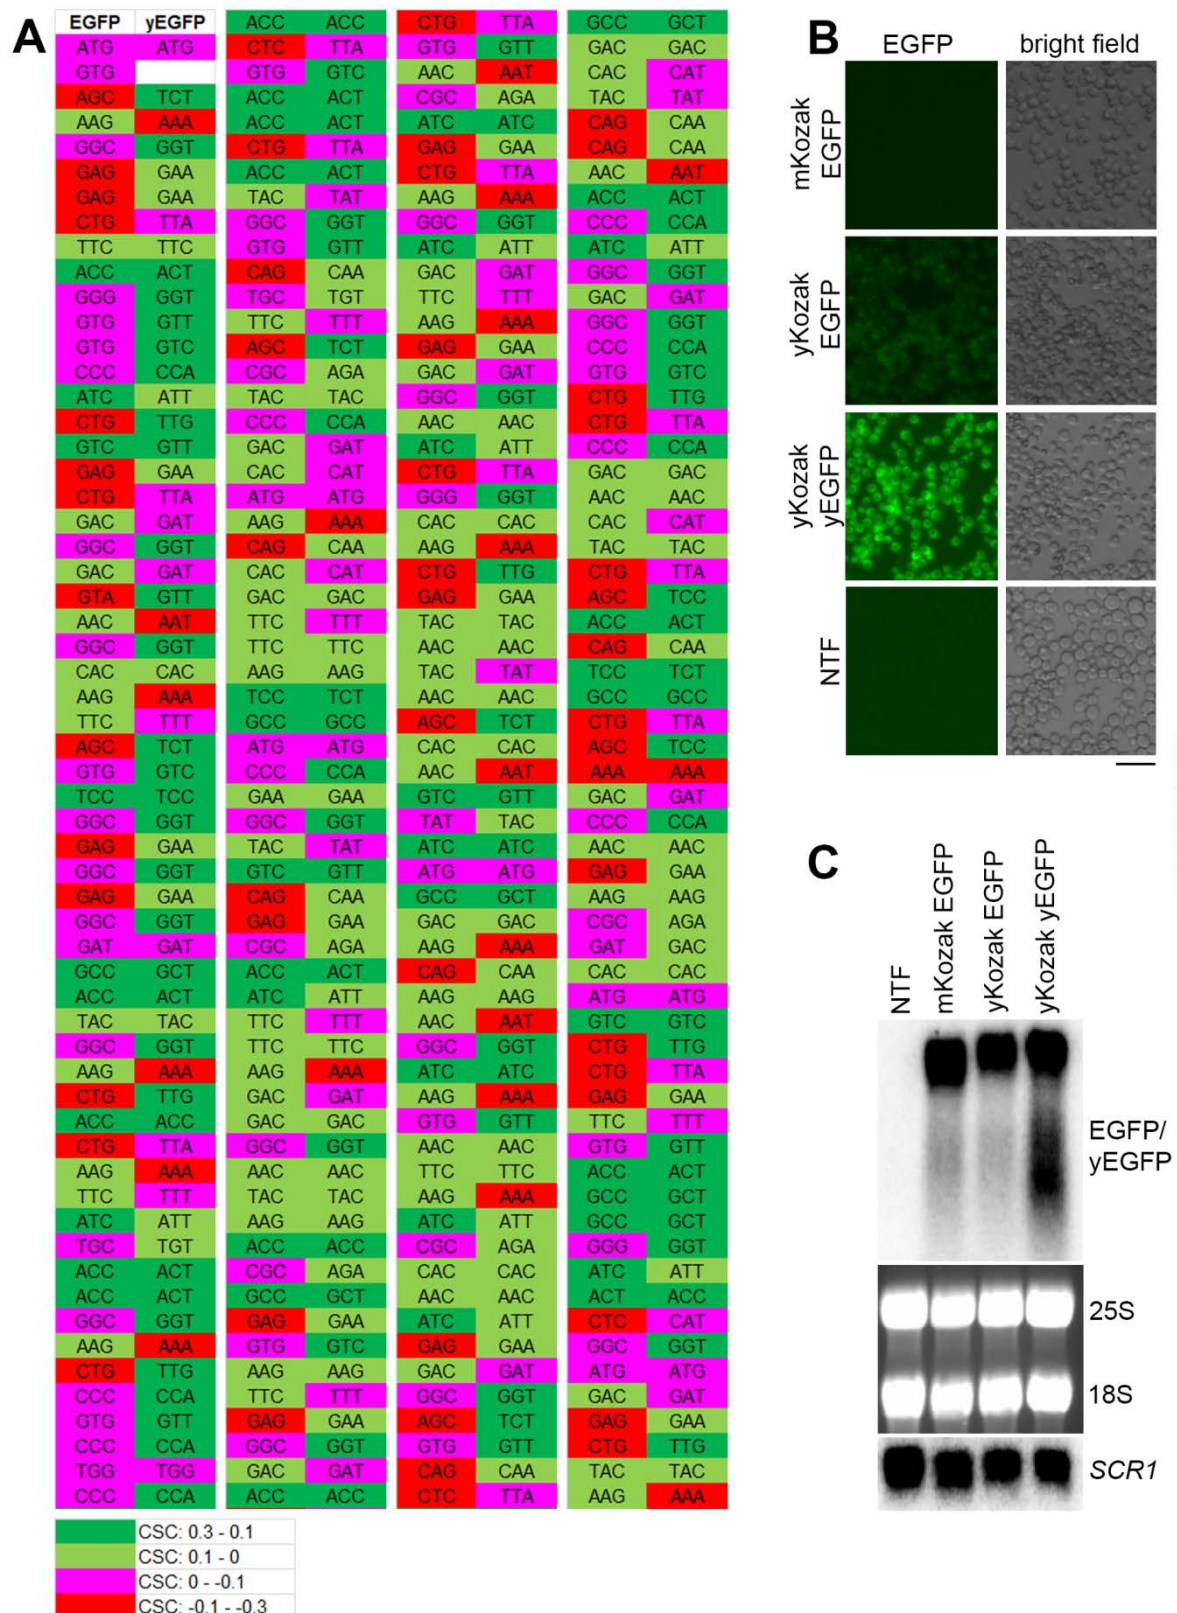 A
EGFP yEGFP
ATG ATG
GTG
AGC TCT
AAG AAA
GGC GGT
GAG GAA
GAG GAA
CTG TTA
TTC TTC
ACC ACT
GGG GGT
GTG GTT
GTG GTC
CCC CCA
ATC ATT
CTG TTG
GTC GTT
GAG GAA
CTG TTA
GAC GAT
GGC GGT
GAC GAT
GTA GTT
AAC AAT
GGC GGT
CAC CAC
AAG AAA
TTC TTT
AGC TCT
GTG GTC
TCC TCC
GGC GGT
GAG GAA
GGC GGT
GAG GAA
GGC GGT
GAT GAT
GCC GCT
ACC ACT
TAC TAC
GGC GGT
AAG AAA
CTG TTG
ACC ACC
CTG TTA
AAG AAA
TTC TTT
ATC ATT
TGC TGT
ACC ACT
ACC ACT
GGC GGT
AAG AAA
CTG TTG
CCC CCA
GTG GTT
CCC CCA
TGG TGG
CCC CCA
ACC ACC
CTC TTA
GTG GTC
ACC ACT
ACC ACT
CTG TTA
ACC ACT
TAC TAT
GGC GGT
GTG GTT
CAG CAA
TGC TGT
TTC TTT
AGC TCT
CGC AGA
TAC TAC
CCC CCA
GAC GAT
CAC CAT
ATG ATG
AAG AAA
CAG CAA
CAC CAT
GAC GAC
TTC TTT
TTC TTC
AAG AAG
TCC TCT
GCC GCC
ATG ATG
CCC CCA
GAA GAA
GGC GGT
TAC TAT
GTC GTT
CAG CAA
GAG GAA
CGC AGA
ACC ACT
ATC ATT
TTC TTT
TTC TTC
AAG AAA
GAC GAT
GAC GAC
GGC GGT
AAC AAC
TAC TAC
AAG AAG
ACC ACC
CGC AGA
GCC GCT
GAG GAA
GTG GTC
AAG AAG
TTC TTT
GAG GAA
GGC GGT
GAC GAT
ACC ACC
CTG TTA
GTG GTT
AAC AAT
CGC AGA
ATC ATC
GAG GAA
CTG TTA
AAG AAA
GGC GGT
ATC ATT
GAC GAT
TTC TTT
AAG AAA
GAG GAA
GAC GAT
GGC GGT
AAC AAC
ATC ATT
CTG TTA
GGG GGT
CAC CAC
AAG AAA
CTG TTG
GAG GAA
TAC TAC
AAC AAC
TAC TAT
AAC AAC
AGC TCT
CAC CAC
AAC AAT
GTC GTT
TAT TAC
ATC ATC
ATG ATG
GCC GCT
GAC GAC
AAG AAA
CAG CAA
AAG AAG
AAC AAT
GGC GGT
ATC ATC
AAG AAA
GTG GTT
AAC AAC
TTC TTC
AAG AAA
ATC ATT
CGC AGA
CAC CAC
AAC AAC
ATC ATT
GAG GAA
GAC GAT
GGC GGT
AGC TCT
GTG GTT
CAG CAA
CTC TTA
GCC GCT
GAC GAC
CAC CAT
TAC TAT
CAG CAA
CAG CAA
AAC AAT
ACC ACT
CCC CCA
ATC ATT
GGC GGT
GAC GAT
GGC GGT
CCC CCA
GTG GTC
CTG TTG
CTG TTA
CCC CCA
GAC GAC
AAC AAC
CAC CAT
TAC TAC
CTG TTA
AGC TCC
ACC ACT
CAG CAA
TCC TCT
GCC GCC
CTG TTA
AGC TCC
AAA AAA
GAC GAT
CCC CCA
AAC AAC
GAG GAA
AAG AAG
CGC AGA
GAT GAC
CAC CAC
ATG ATG
GTC GTC
CTG TTG
CTG TTA
GAG GAA
TTC TTT
GTG GTT
ACC ACT
GCC GCT
GCC GCT
GGG GGT
ATC ATT
ACT ACC
CTC CAT
GGC GGT
ATG ATG
GAC GAT
GAG GAA
CTG TTG
TAC TAC
AAG AAA
CSC: 0.3 - 0.1
CSC: 0.1 - 0
CSC: 0 - -0.1
CSC: -0.1 - -0.3
B
EGFP bright field
mKozak
EGFP
yKozak
EGFP
yKozak
yEGFP
NTF
C
NTF
mKozak EGFP
yKozak EGFP
yKozak yEGFP
EGFP/
yEGFP
25S
18S
SCR1